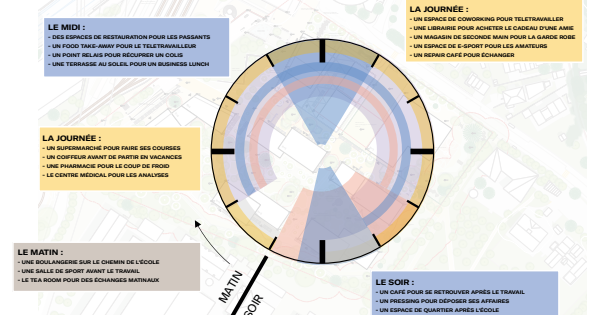 LE MIDI :
- DES ESPACES DE RESTAURATION POUR LES PASSANTS
- UN FOOD TAKE-AWAY POUR LE TELETRAVAILLEUR
- UN POINT RELAIS POUR RÉCUPÉRER UN COLIS
- UNE TERRASSE AU SOLEIL POUR UN BUSINESS LUNCH
LA JOURNÉE :
- UN ESPACE DE COWORKING POUR TELETRAVAILLER
- UNE LIBRAIRIE POUR ACHETER LE CADEAU D'UNE AMIE
- UN MAGASIN DE SECONDE MAIN POUR LA GARDE ROBE
- UN ESPACE DE E-SPORT POUR LES AMATEURS
- UN REPAIR CAFÉ POUR ÉCHANGER
LA JOURNÉE :
- UN SUPERMARCHÉ POUR FAIRE SES COURSES
- UN COIFFEUR AVANT DE PARTIR EN VACANCES
- UNE PHARMACIE POUR LE COUP DE FROID
- LE CENTRE MÉDICAL POUR LES ANALYSES
LE MATIN :
- UNE BOULANGERIE SUR LE CHEMIN DE L'ÉCOLE
- UNE SALLE DE SPORT AVANT LE TRAVAIL
- LE TEA ROOM POUR DES ÉCHANGES MATINAUX
MATIN
SOIR
LE SOIR :
- UN CAFÉ POUR SE RETROUVER APRÈS LE TRAVAIL
- UN PRESSING POUR DÉPOSER SES AFFAIRES
- UN ESPACE DE QUARTIER APRÈS L'ÉCOLE